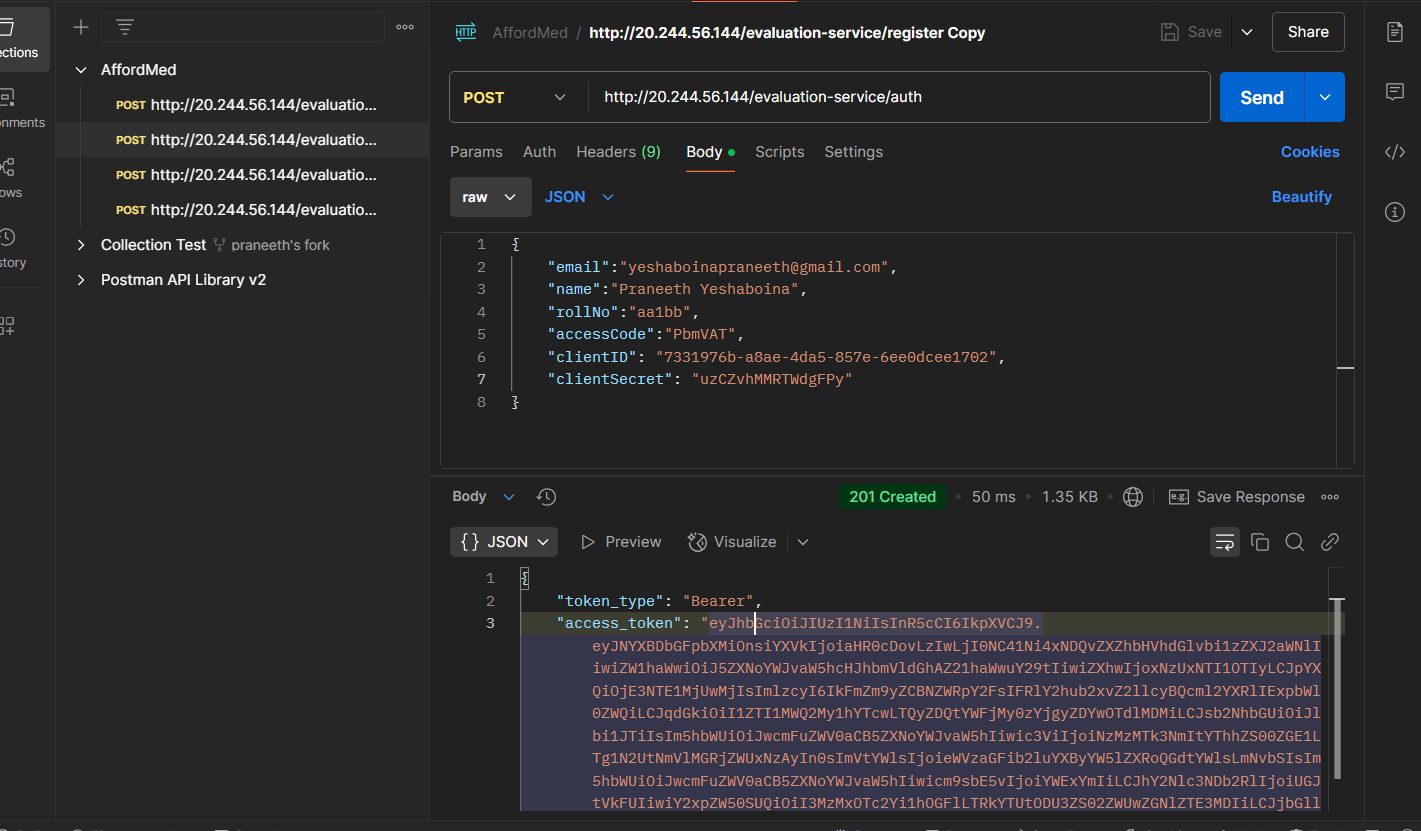 ections
nments
ows
story
AffordMed
POST http://20.244.56.144/evaluatio...
POST http://20.244.56.144/evaluatio...
POST http://20.244.56.144/evaluatio...
POST http://20.244.56.144/evaluatio...
Collection Test praneeth's fork
Postman API Library v2
HTTP AffordMed / http://20.244.56.144/evaluation-service/register Copy Save Share
POST http://20.244.56.144/evaluation-service/auth Send
Params Auth Headers (9) Body Scripts Settings Cookies
raw JSON Beautify
1 {
2 "email":"yeshaboinapraneeth@gmail.com",
3 "name":"Praneeth Yeshaboina",
4 "rollNo":"aa1bb",
5 "accessCode":"PbmVAT",
6 "clientID": "7331976b-a8ae-4da5-857e-6ee0dcee1702",
7 "clientSecret": "uzCZvhMMRTWdgFPy"
8 }
Body 201 Created 50 ms 1.35 KB e.g. Save Response
{} JSON Preview Visualize
1 {
2 "token_type": "Bearer",
3 "access_token": "eyJhbGciOiJIUzI1NiIsInR5cCI6IkpXVCJ9.
eyJNYXBDbGFpbXMiOnsiYXVkIjoiaHR0cDovLzIwLjI0NC41Ni4xNDQvZXZhbHVhdGlvbi1zZXJ2aWNlI
iwiZW1haWwiOiJ5ZXNoYWJvaW5hcHJhbmVldGhAZ21haWwuY29tIiwiZXhwIjoxNzUxNTI1OTIyLCJpYX
QiOjE3NTE1MjUwMjIsImlzcyI6IkFmZm9yZCBNZWRpY2FsIFRlY2hub2xvZ2llcyBQcml2YXRlIExpbWl
0ZWQiLCJqdGkiOiI1ZTI1MWQ2My1hYTcwLTQyZDQtYWFjMy0zYjgyZDYwOTdlMDMiLCJsb2NhbGUiOiJl
bi1JTiIsIm5hbWUiOiJwcmFuZWV0aCB5ZXNoYWJvaW5hIiwic3ViIjoiNzMzMTk3NmItYThhZS00ZGE1L
Tg1N2UtNmVlMGRjZWUxNzAyIn0sImVtYWlsIjoieWVzaGFib2luYXByYW5lZXRoQGdtYWlsLmNvbSIsIm
5hbWUiOiJwcmFuZWV0aCB5ZXNoYWJvaW5hIiwicm9sbE5vIjoiYWExYmIiLCJhY2Nlc3NDb2RlIjoiUGJ
tVkFUIiwiY2xpZW50SUQiOiI3MzMxOTc2Yi1hOGFlLTRkYTUtODU3ZS02ZWUwZGNlZTE3MDIiLCJjbGll